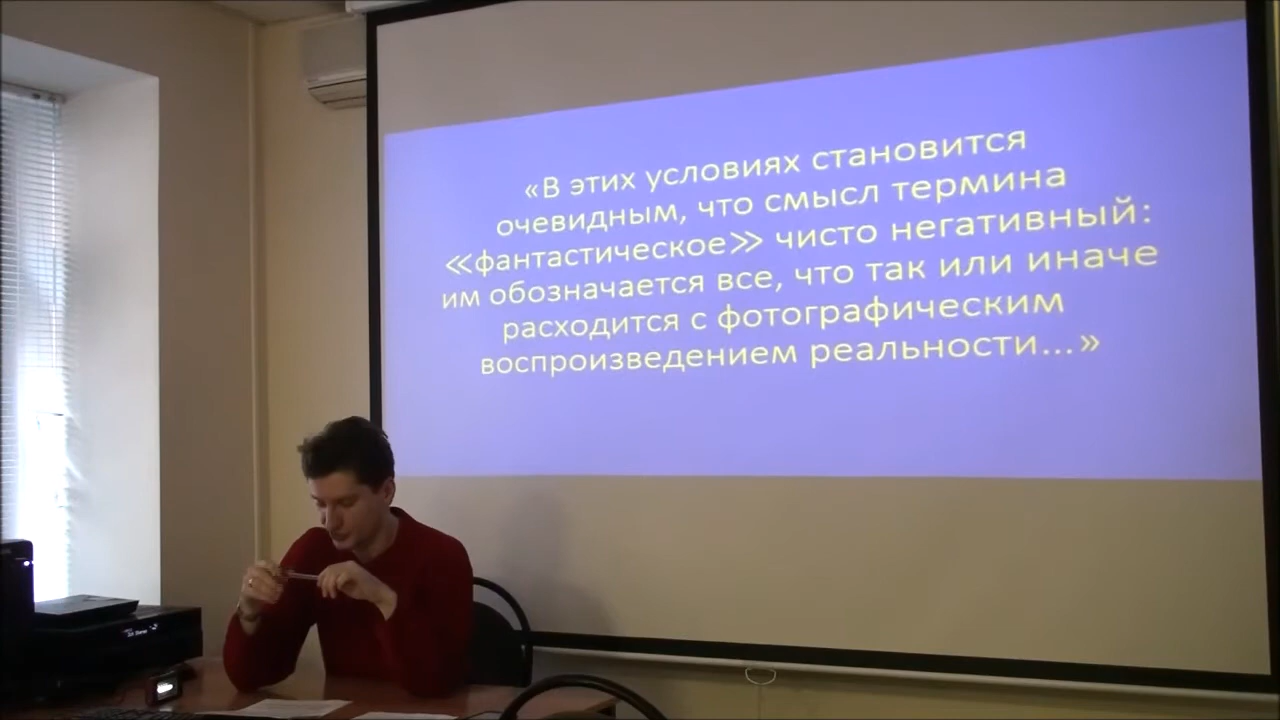 «В этих условиях становится
очевидным, что смысл термина
≪фантастическое≫ чисто негативный:
им обозначается все, что так или иначе
расходится с фотографическим
воспроизведением реальности...»